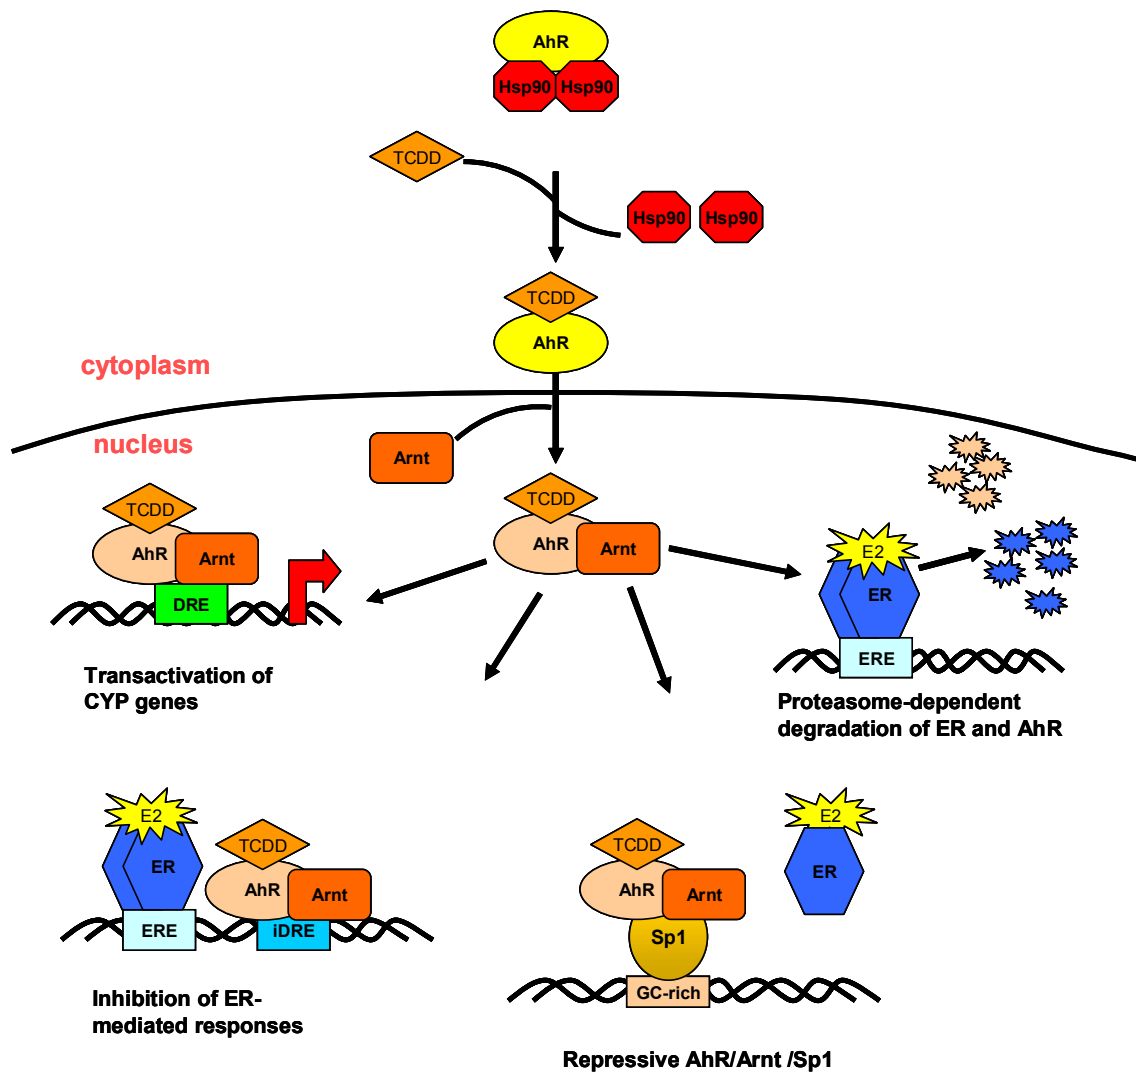 AhR
Hsp90 Hsp90
TCDD
Hsp90 Hsp90
TCDD
AhR
cytoplasm
nucleus
Arnt
TCDD
AhR
Arnt
TCDD
AhR
Arnt
DRE
Transactivation of
CYP genes
E2
ER
ERE
Proteasome-dependent
degradation of ER and AhR
E2
ER
ERE
TCDD
AhR
Arnt
iDRE
Inhibition of ER-
mediated responses
TCDD
AhR
Arnt
Sp1
GC-rich
E2
ER
Repressive AhR/Arnt /Sp1